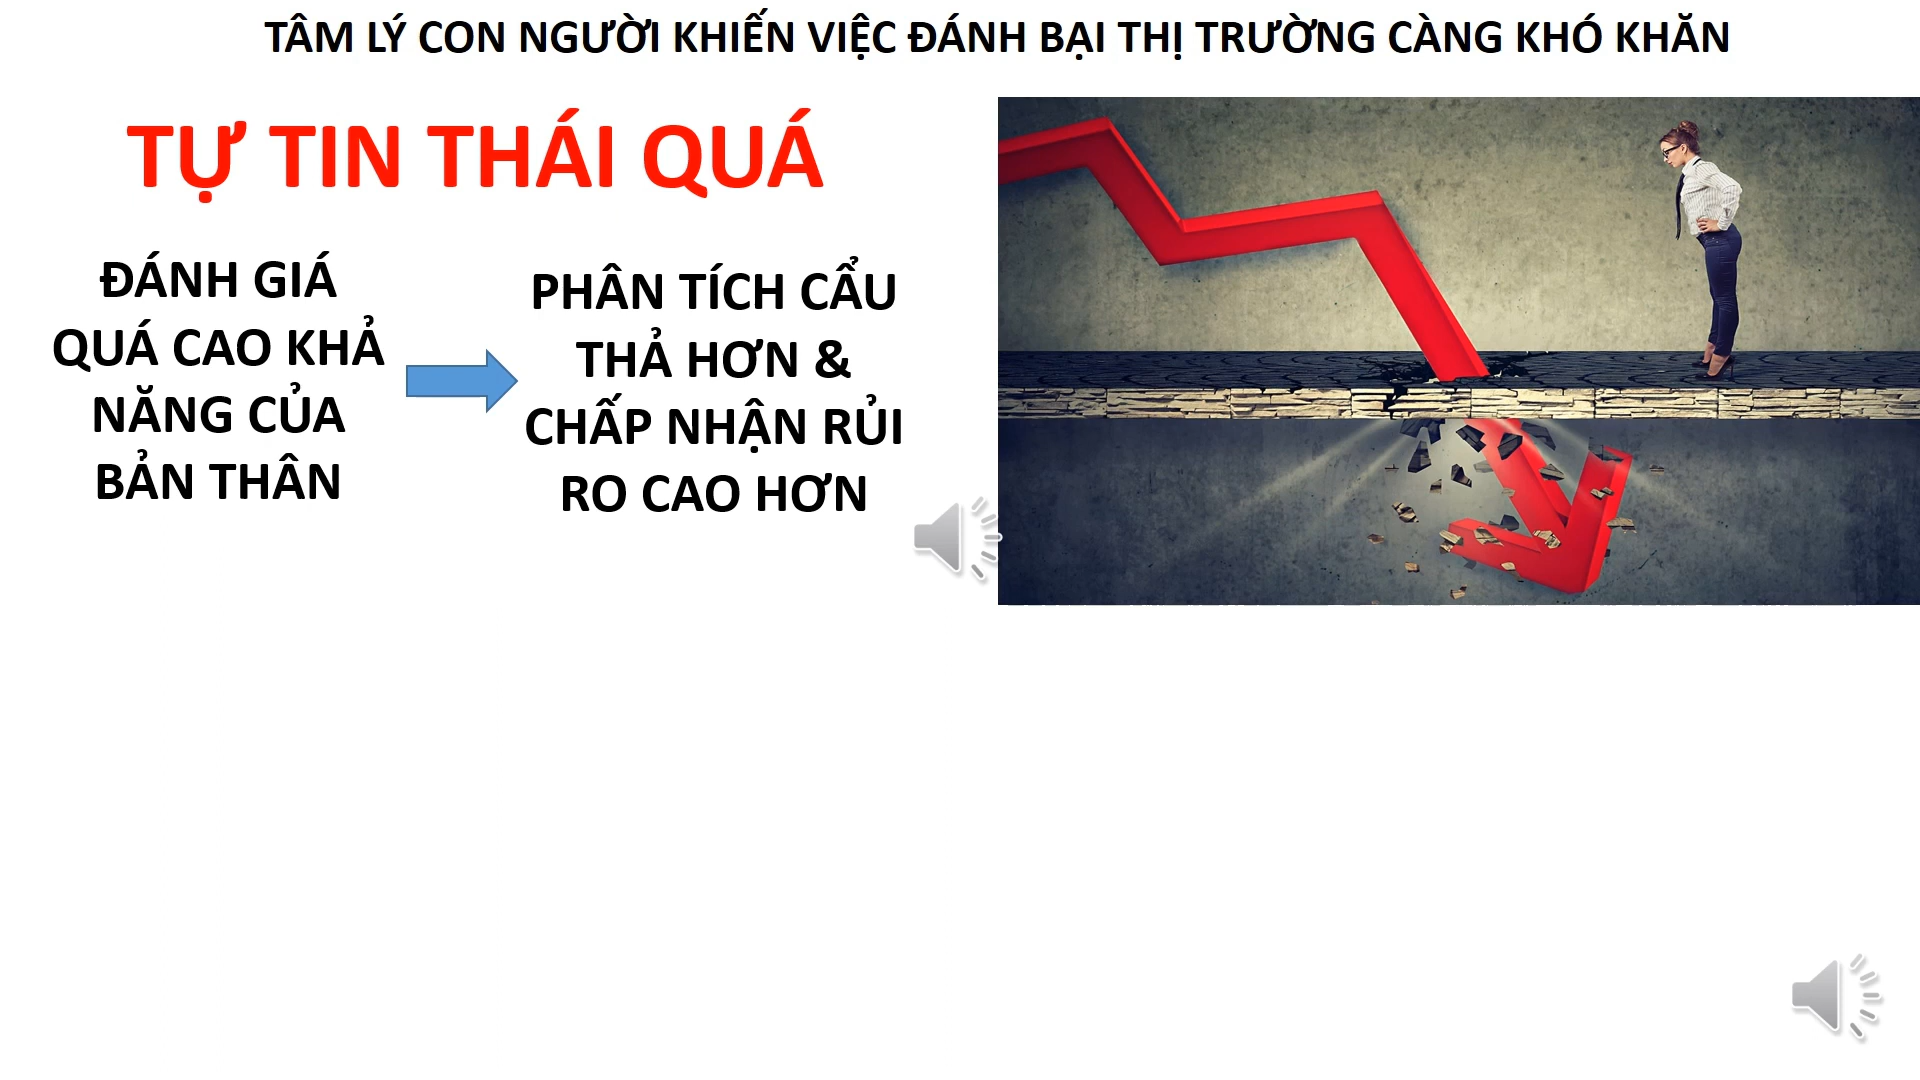 TÂM LÝ CON NGƯỜI KHIẾN VIỆC ĐÁNH BẠI THỊ TRƯỜNG CÀNG KHÓ KHĂN
TỰ TIN THÁI QUÁ
ĐÁNH GIÁ
QUÁ CAO KHẢ
NĂNG CỦA
BẢN THÂN
PHÂN TÍCH CẨU
THẢ HƠN &
CHẤP NHẬN RỦI
RO CAO HƠN